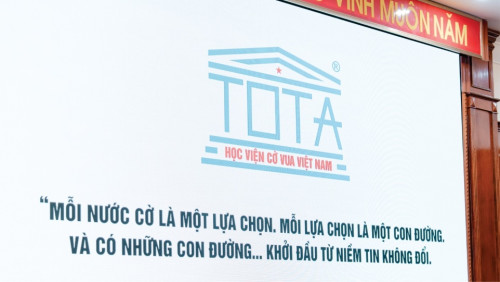 VINH MUÔN NĂM
®
TOTA
HỌC VIỆN CỜ VUA VIỆT NAM
“MỖI NƯỚC CỜ LÀ MỘT LỰA CHỌN. MỖI LỰA CHỌN LÀ MỘT CON ĐƯỜNG.
VÀ CÓ NHỮNG CON ĐƯỜNG... KHỞI ĐẦU TỪ NIỀM TIN KHÔNG ĐỔI.